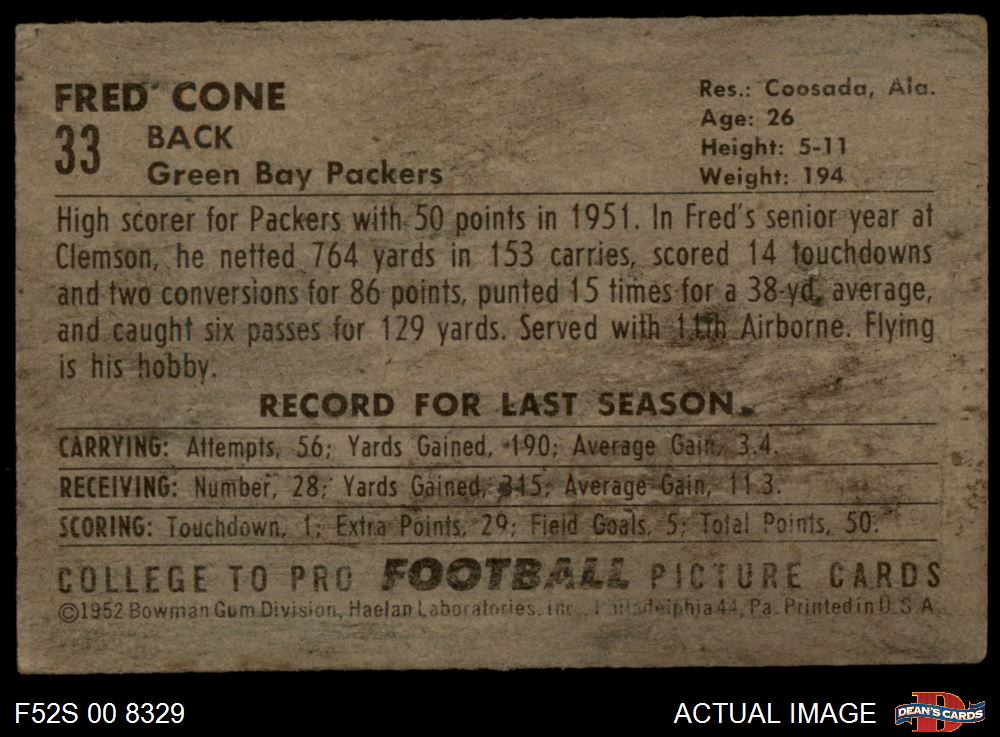 FRED CONE
33 BACK
Green Bay Packers
Res.: Coosada, Ala.
Age: 26
Height: 5-11
Weight: 194
High scorer for Packers with 50 points in 1951. In Fred's senior year at
Clemson, he netted 764 yards in 153 carries, scored 14 touchdowns
and two conversions for 86 points, punted 15 times for a 38-yd. average,
and caught six passes for 129 yards. Served with 11th Airborne. Flying
is his hobby.
RECORD FOR LAST SEASON
CARRYING: Attempts, 56; Yards Gained, 190; Average Gain, 3.4.
RECEIVING: Number, 28; Yards Gained, 315; Average Gain, 11.3.
SCORING: Touchdown, 1; Extra Points, 29; Field Goals, 5; Total Points, 50.
COLLEGE TO PRO FOOTBALL PICTURE CARDS
©1952 Bowman Gum Division, Haelan Laboratories, Inc., Philadelphia 44, Pa. Printed in U.S.A.
F52S 00 8329
ACTUAL IMAGE
DEAN'S CARDS